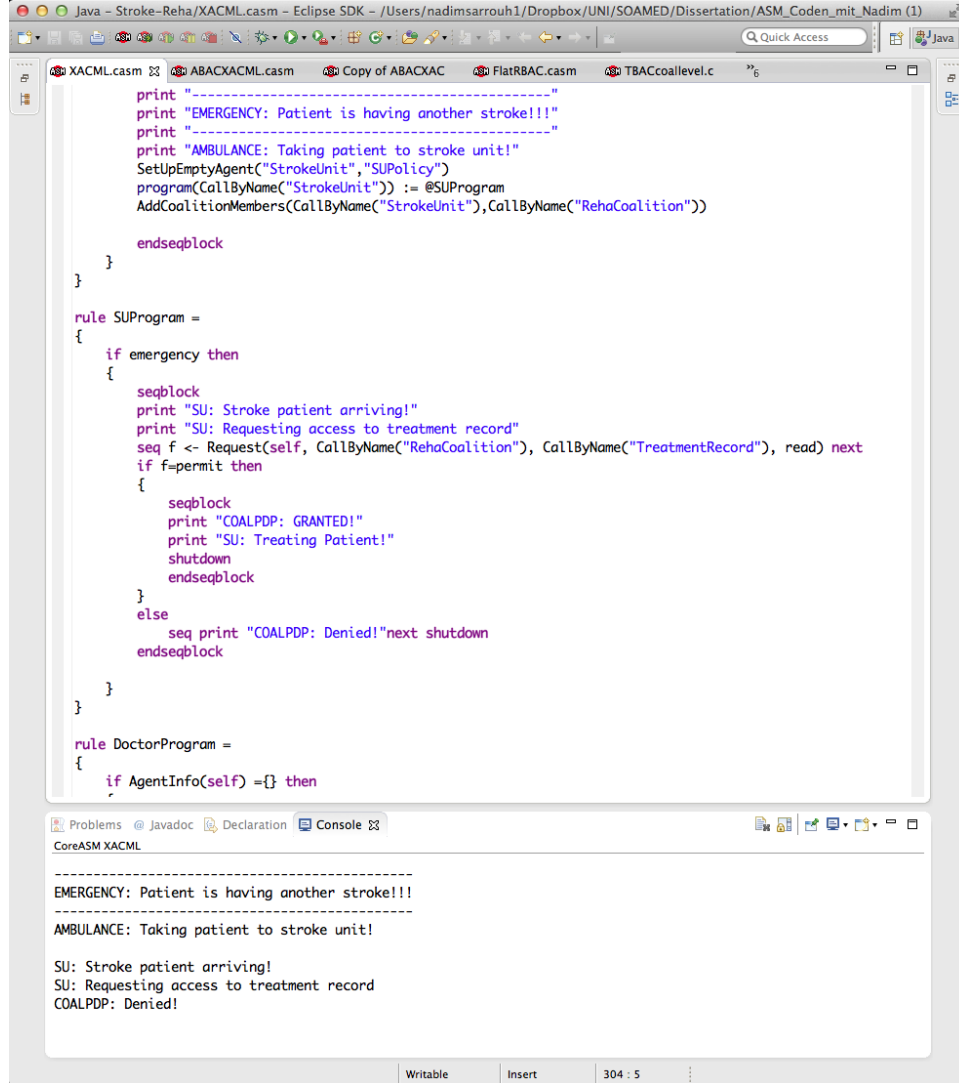 Java – Stroke-Reha/XACML.casm – Eclipse SDK – /Users/nadimsarrouh1/Dropbox/UNI/SOAMED/Dissertation/ASM_Coden_mit_Nadim (1)
Quick Access
Java
XACML.casm ABACXACML.casm Copy of ABACXAC FlatRBAC.casm TBACcoallevel.c »6
print "----------------------------------------------"
print "EMERGENCY: Patient is having another stroke!!!"
print "----------------------------------------------"
print "AMBULANCE: Taking patient to stroke unit!"
SetUpEmptyAgent("StrokeUnit","SUPolicy")
program(CallByName("StrokeUnit")) := @SUProgram
AddCoalitionMembers(CallByName("StrokeUnit"),CallByName("RehaCoalition"))
endseqblock
}
}
rule SUProgram =
{
if emergency then
{
seqblock
print "SU: Stroke patient arriving!"
print "SU: Requesting access to treatment record"
seq f <- Request(self, CallByName("RehaCoalition"), CallByName("TreatmentRecord"), read) next
if f=permit then
{
seqblock
print "COALPDP: GRANTED!"
print "SU: Treating Patient!"
shutdown
endseqblock
}
else
seq print "COALPDP: Denied!"next shutdown
endseqblock
}
}
rule DoctorProgram =
{
if AgentInfo(self) ={} then
Problems @ Javadoc Declaration Console
CoreASM XACML
----------------------------------------------
EMERGENCY: Patient is having another stroke!!!
----------------------------------------------
AMBULANCE: Taking patient to stroke unit!
SU: Stroke patient arriving!
SU: Requesting access to treatment record
COALPDP: Denied!
Writable Insert 304 : 5